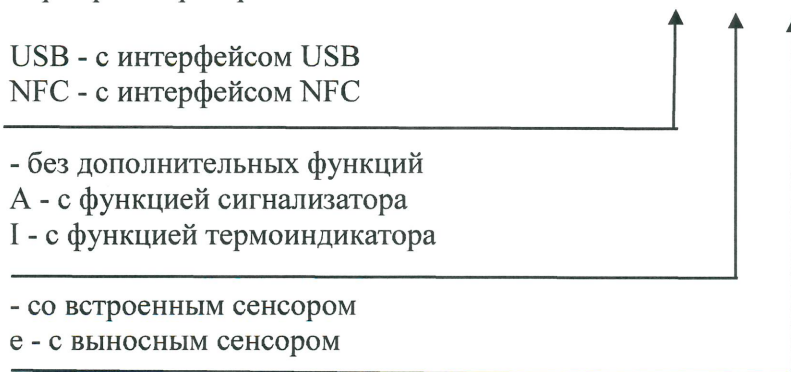 USB - с интерфейсом USB
NFC - с интерфейсом NFC
- без дополнительных функций
А - с функцией сигнализатора
I - с функцией термоиндикатора
- со встроенным сенсором
е - с выносным сенсором